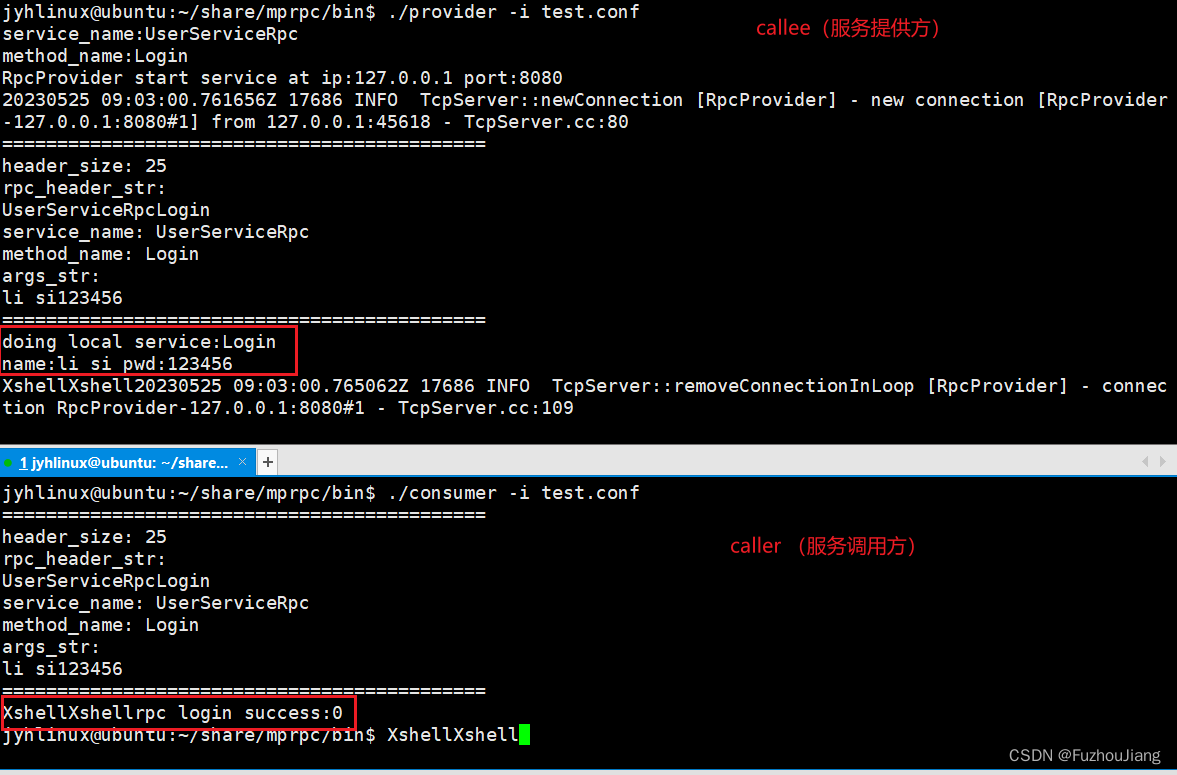 jyhlinux@ubuntu:~/share/mprpc/bin$ ./provider -i test.conf
callee（服务提供方）
service_name:UserServiceRpc
method_name:Login
RpcProvider start service at ip:127.0.0.1 port:8080
20230525 09:03:00.761656Z 17686 INFO  TcpServer::newConnection [RpcProvider] - new connection [RpcProvider
-127.0.0.1:8080#1] from 127.0.0.1:45618 - TcpServer.cc:80
============================================
header_size: 25
rpc_header_str:
UserServiceRpcLogin
service_name: UserServiceRpc
method_name: Login
args_str:
li si123456
============================================
doing local service:Login
name:li si pwd:123456
XshellXshell20230525 09:03:00.765062Z 17686 INFO  TcpServer::removeConnectionInLoop [RpcProvider] - connec
tion RpcProvider-127.0.0.1:8080#1 - TcpServer.cc:109
1 jyhlinux@ubuntu: ~/share... × +
jyhlinux@ubuntu:~/share/mprpc/bin$ ./consumer -i test.conf
============================================
header_size: 25
caller （服务调用方）
rpc_header_str:
UserServiceRpcLogin
service_name: UserServiceRpc
method_name: Login
args_str:
li si123456
============================================
XshellXshellrpc login success:0
jyhlinux@ubuntu:~/share/mprpc/bin$ XshellXshell
CSDN @FuzhouJiang